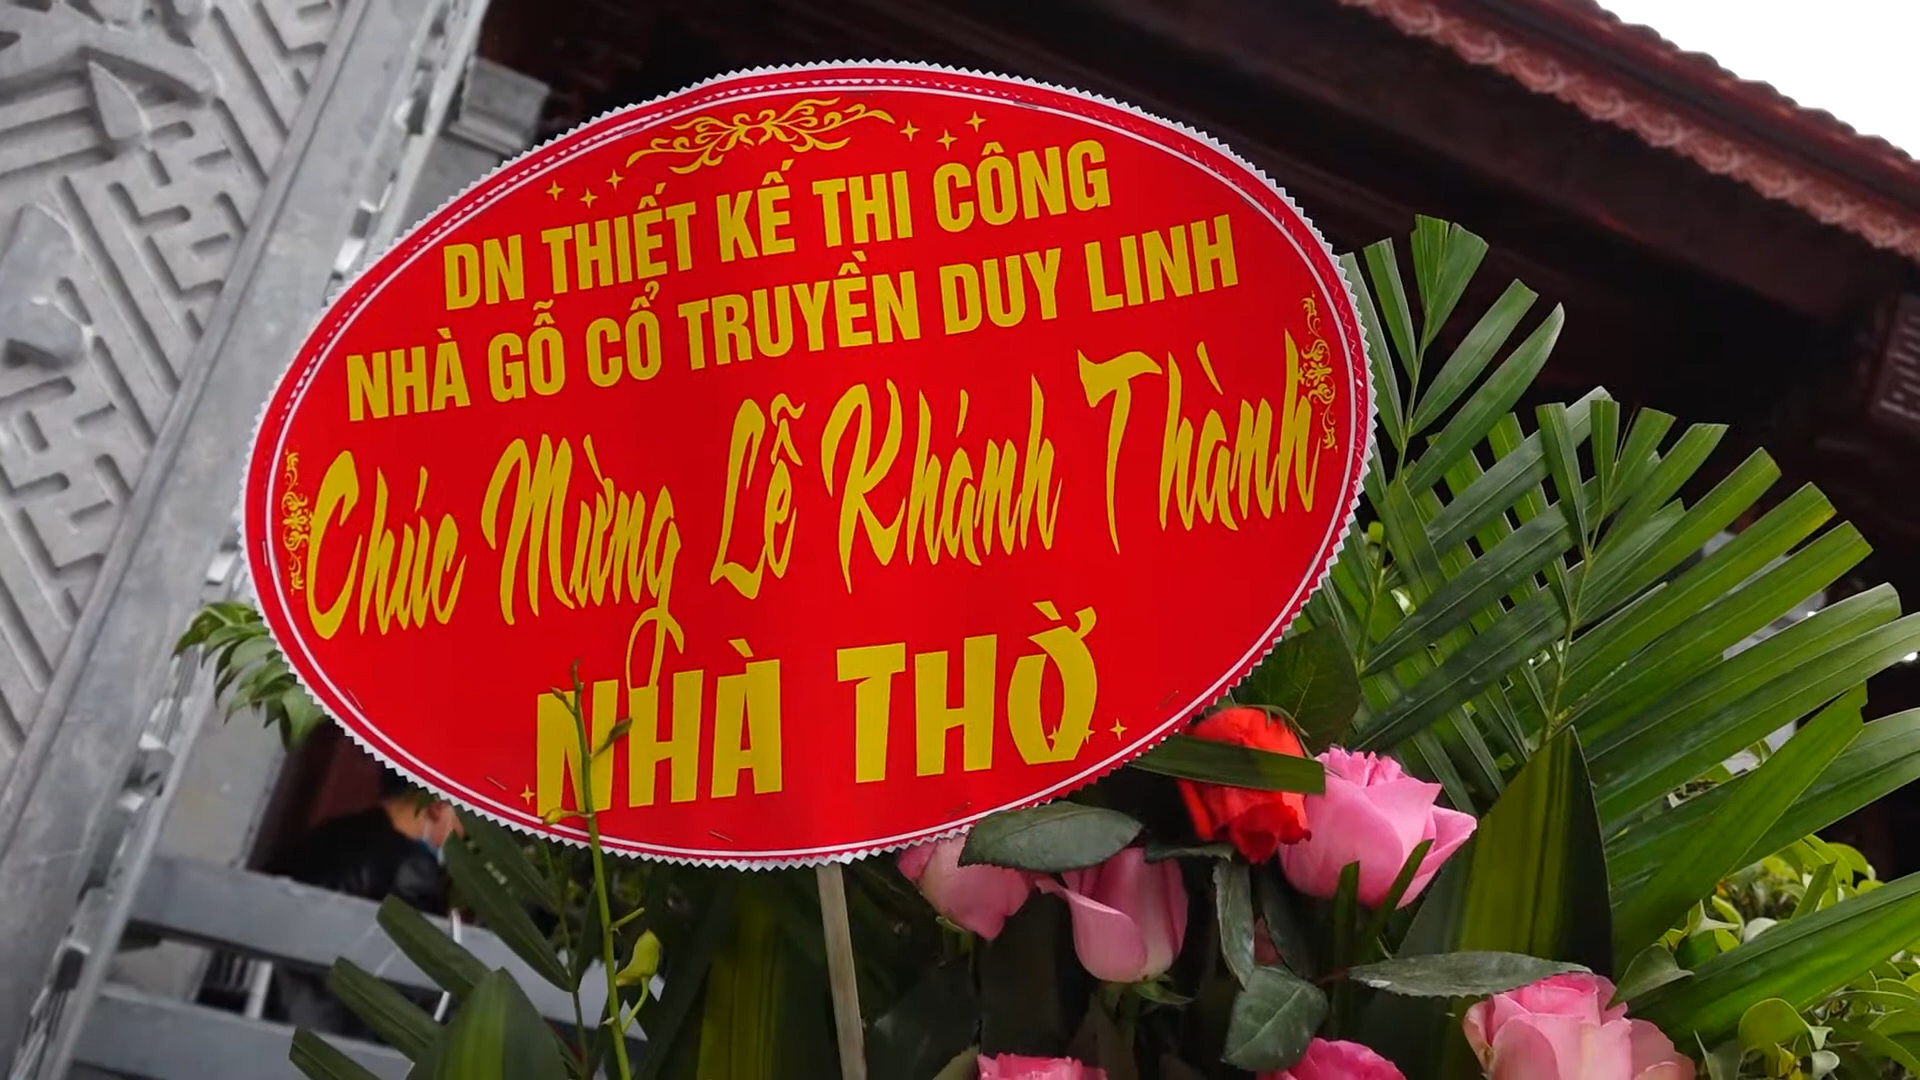 DN THIẾT KẾ THI CÔNG
NHÀ GỖ CỔ TRUYỀN DUY LINH
Chúc Mừng Lễ Khánh Thành
NHÀ THỜ